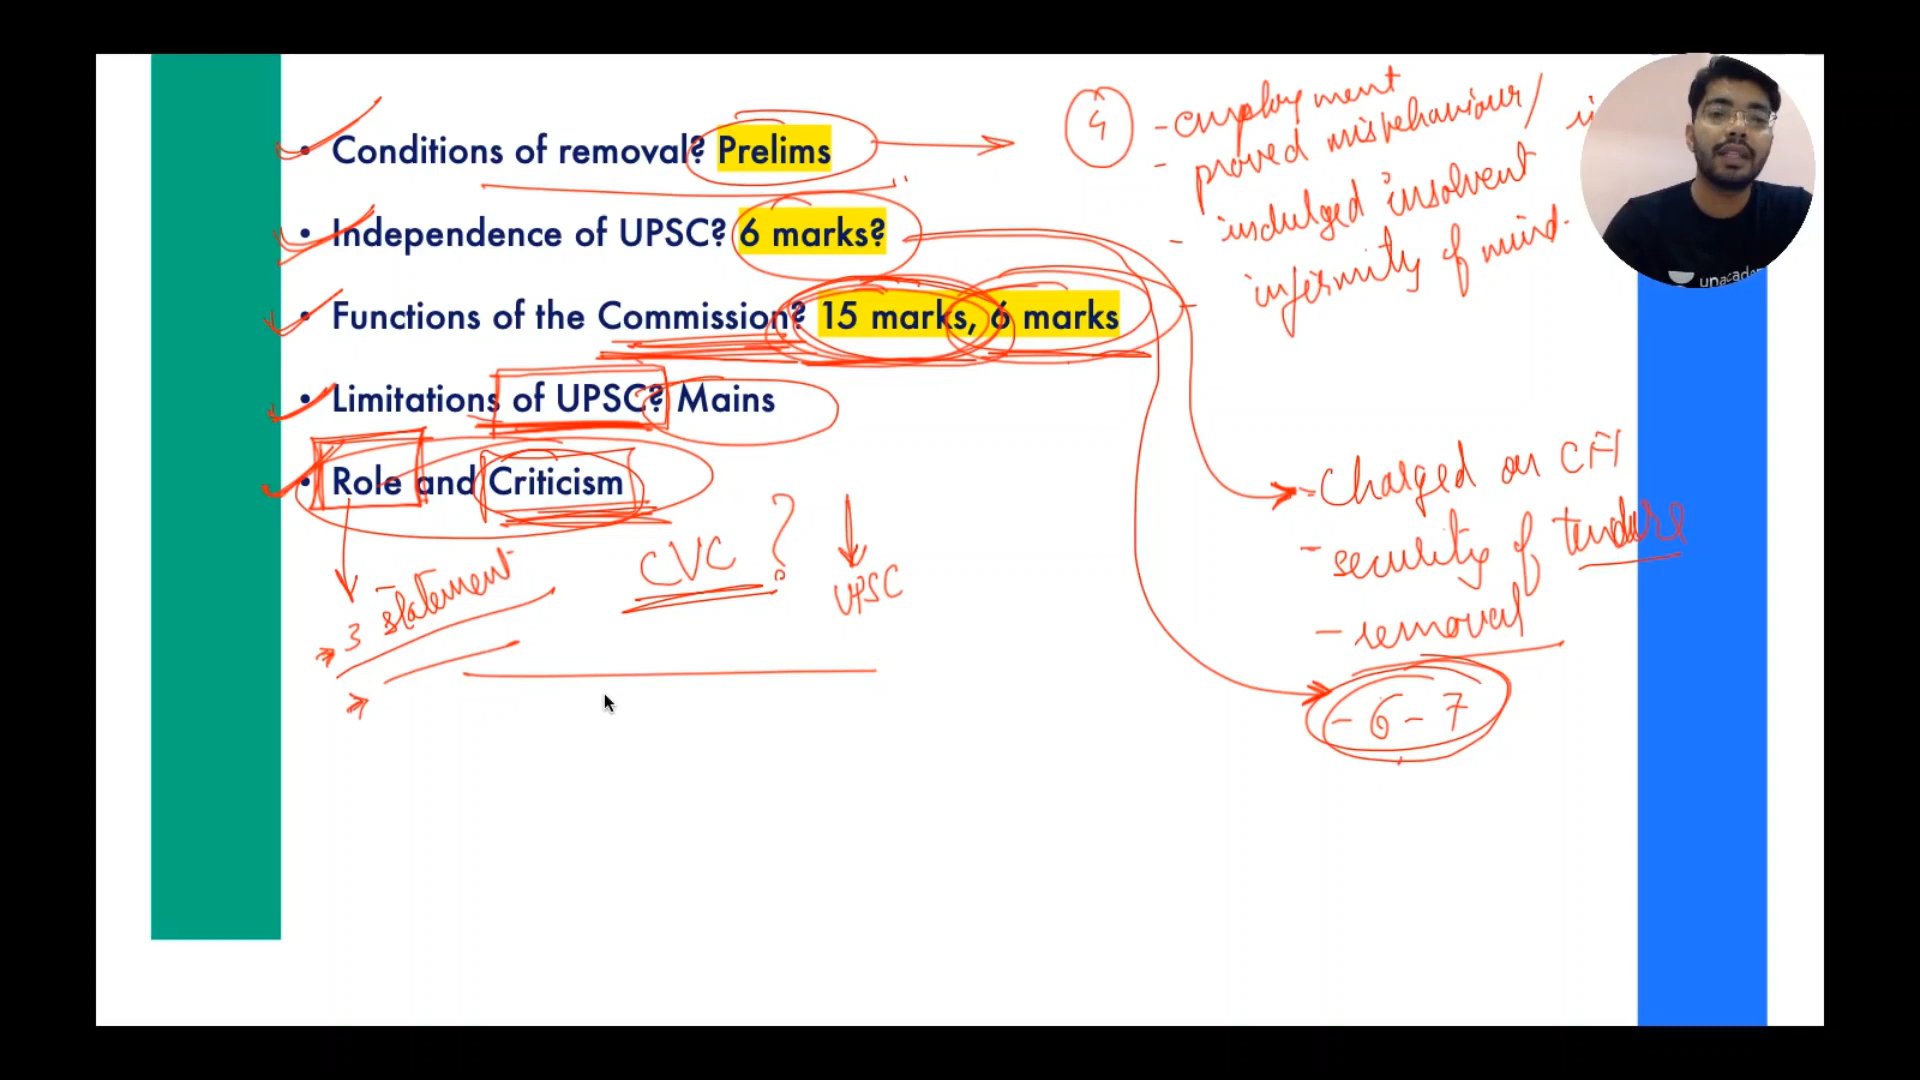 • Conditions of removal? Prelims
• Independence of UPSC? 6 marks?
• Functions of the Commission? 15 marks, 6 marks
• Limitations of UPSC? Mains
• Role and Criticism
- employment
- proved misbehaviour/
- indulged insolvent
- infirmity of mind.
- Charged on CFI
- security of tenure
- removal
- 6 - 7
3 statement
CVC ?
UPSC
unacadem